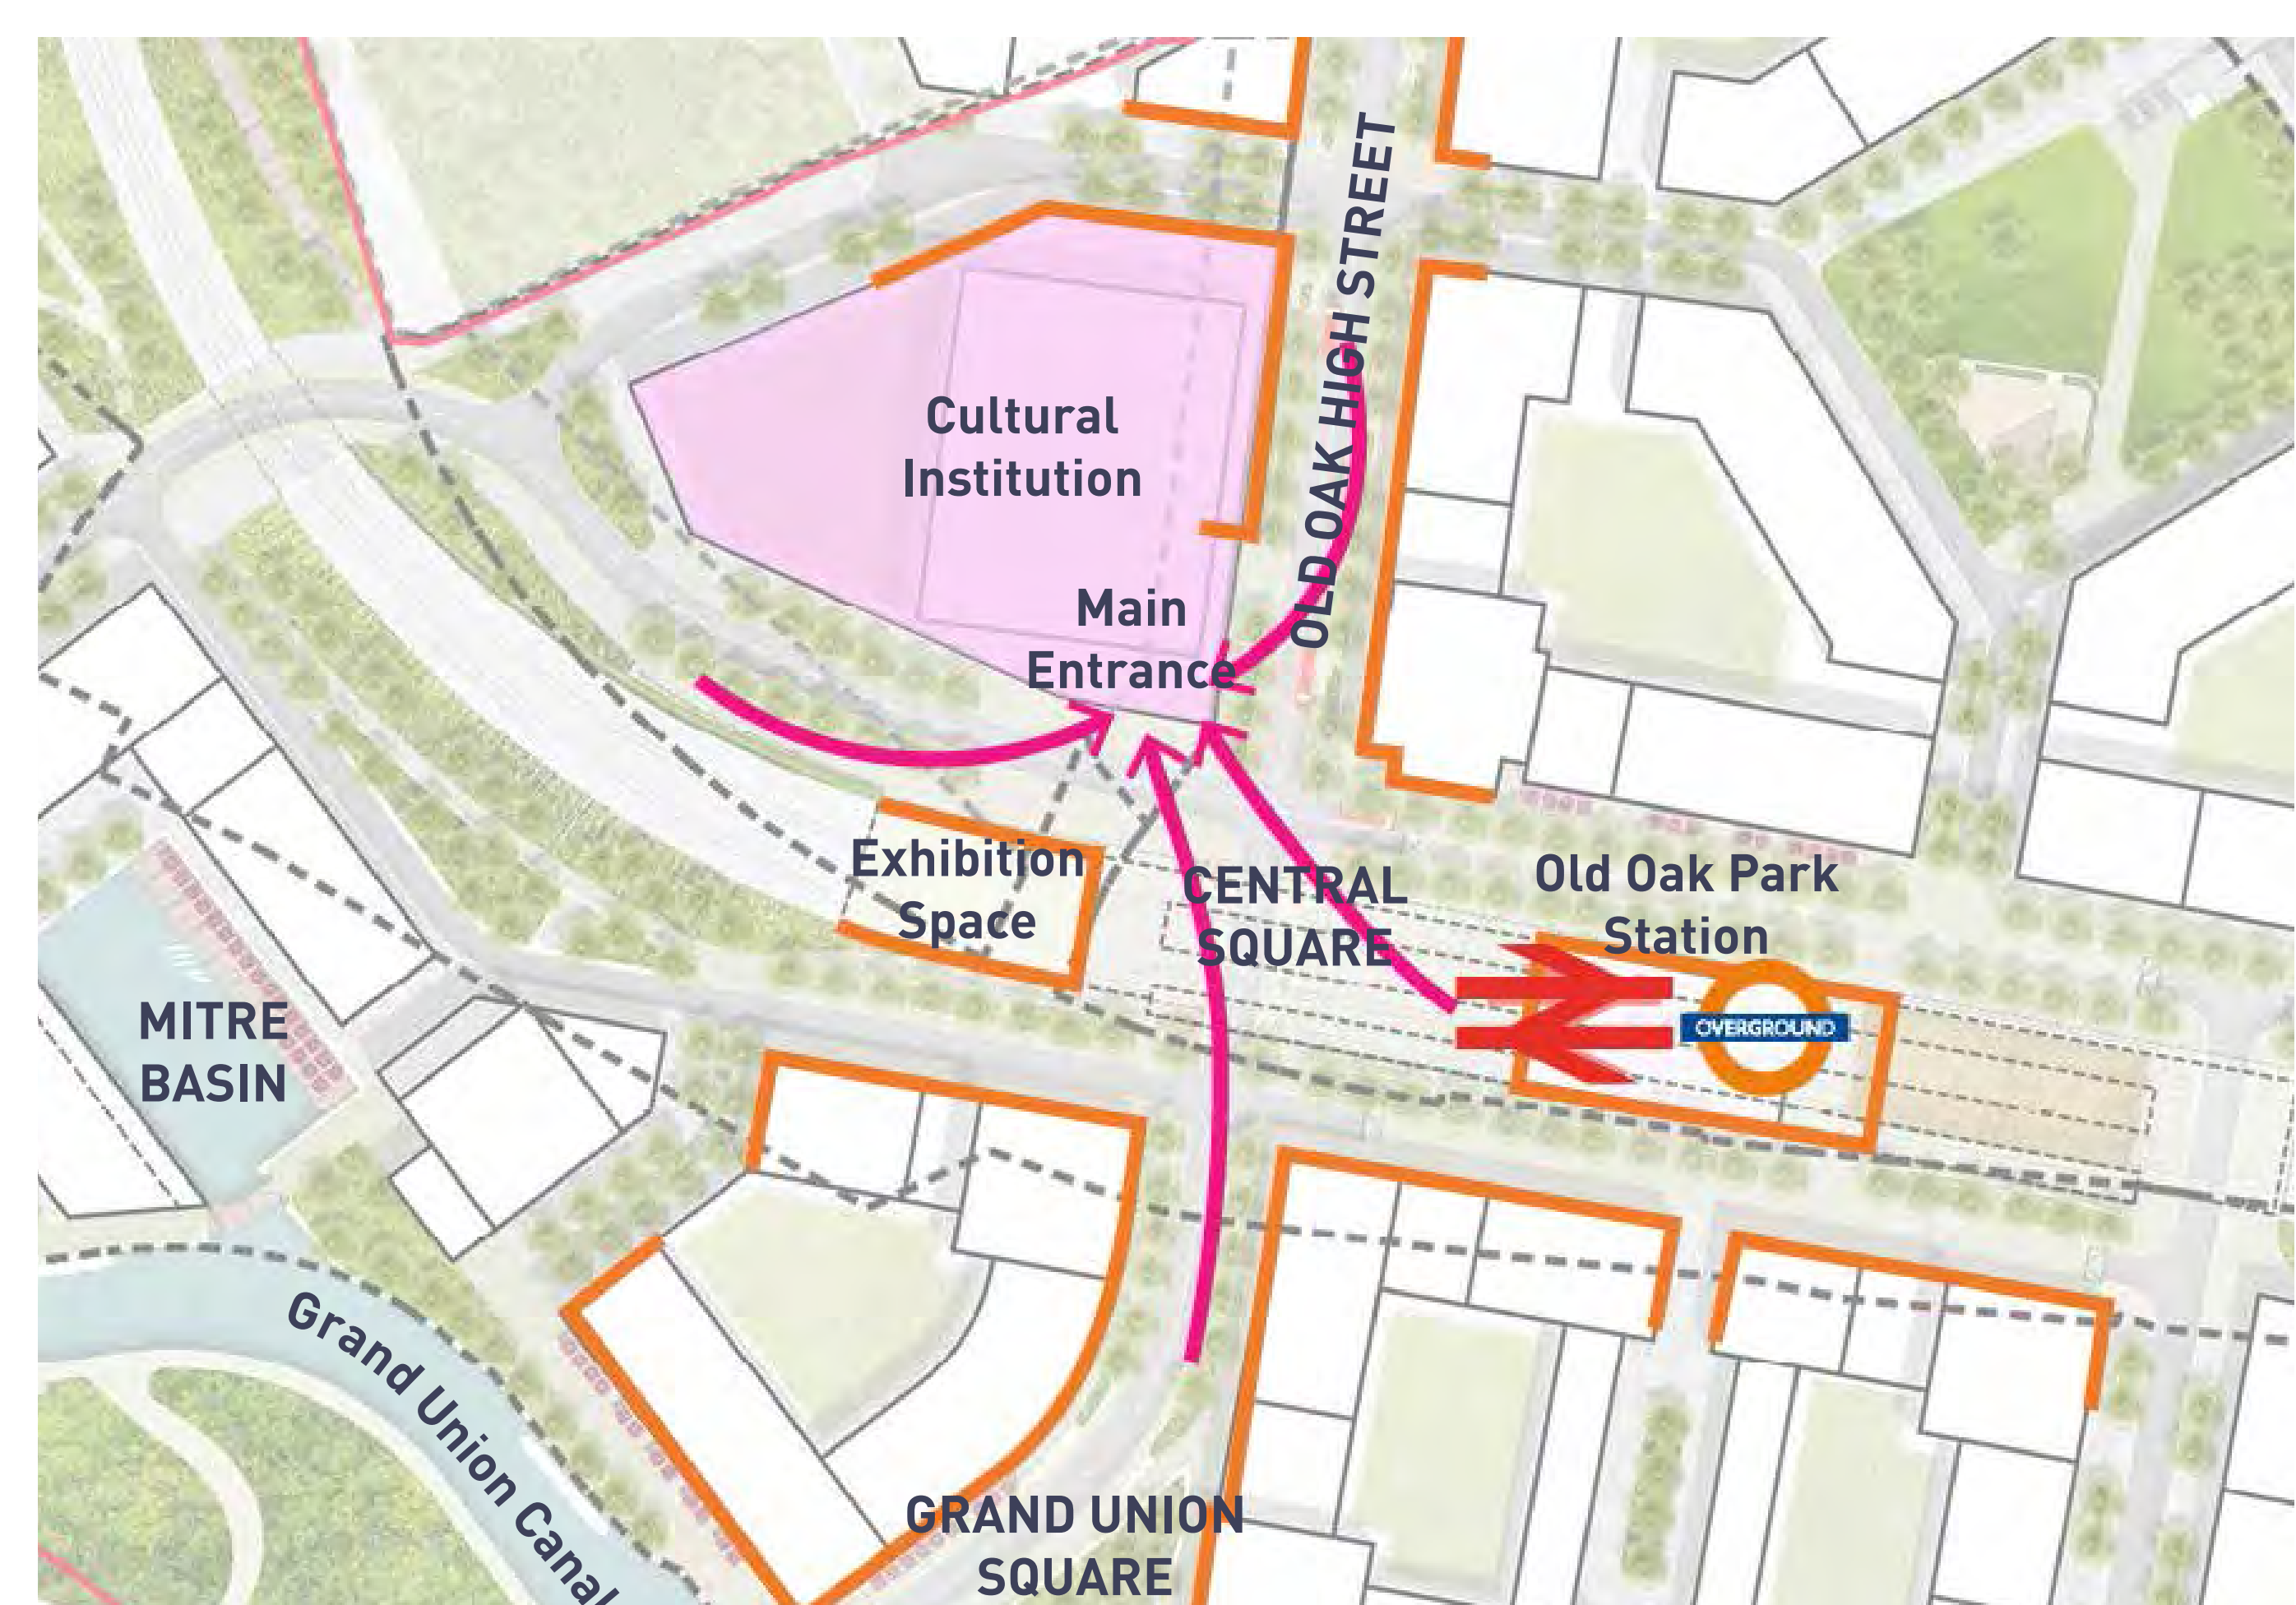 OLD OAK HIGH STREET
Cultural
Institution
Main
Entrance
Exhibition
Space
CENTRAL
SQUARE
Old Oak Park
Station
OVERGROUND
MITRE
BASIN
Grand Union Canal
GRAND UNION
SQUARE